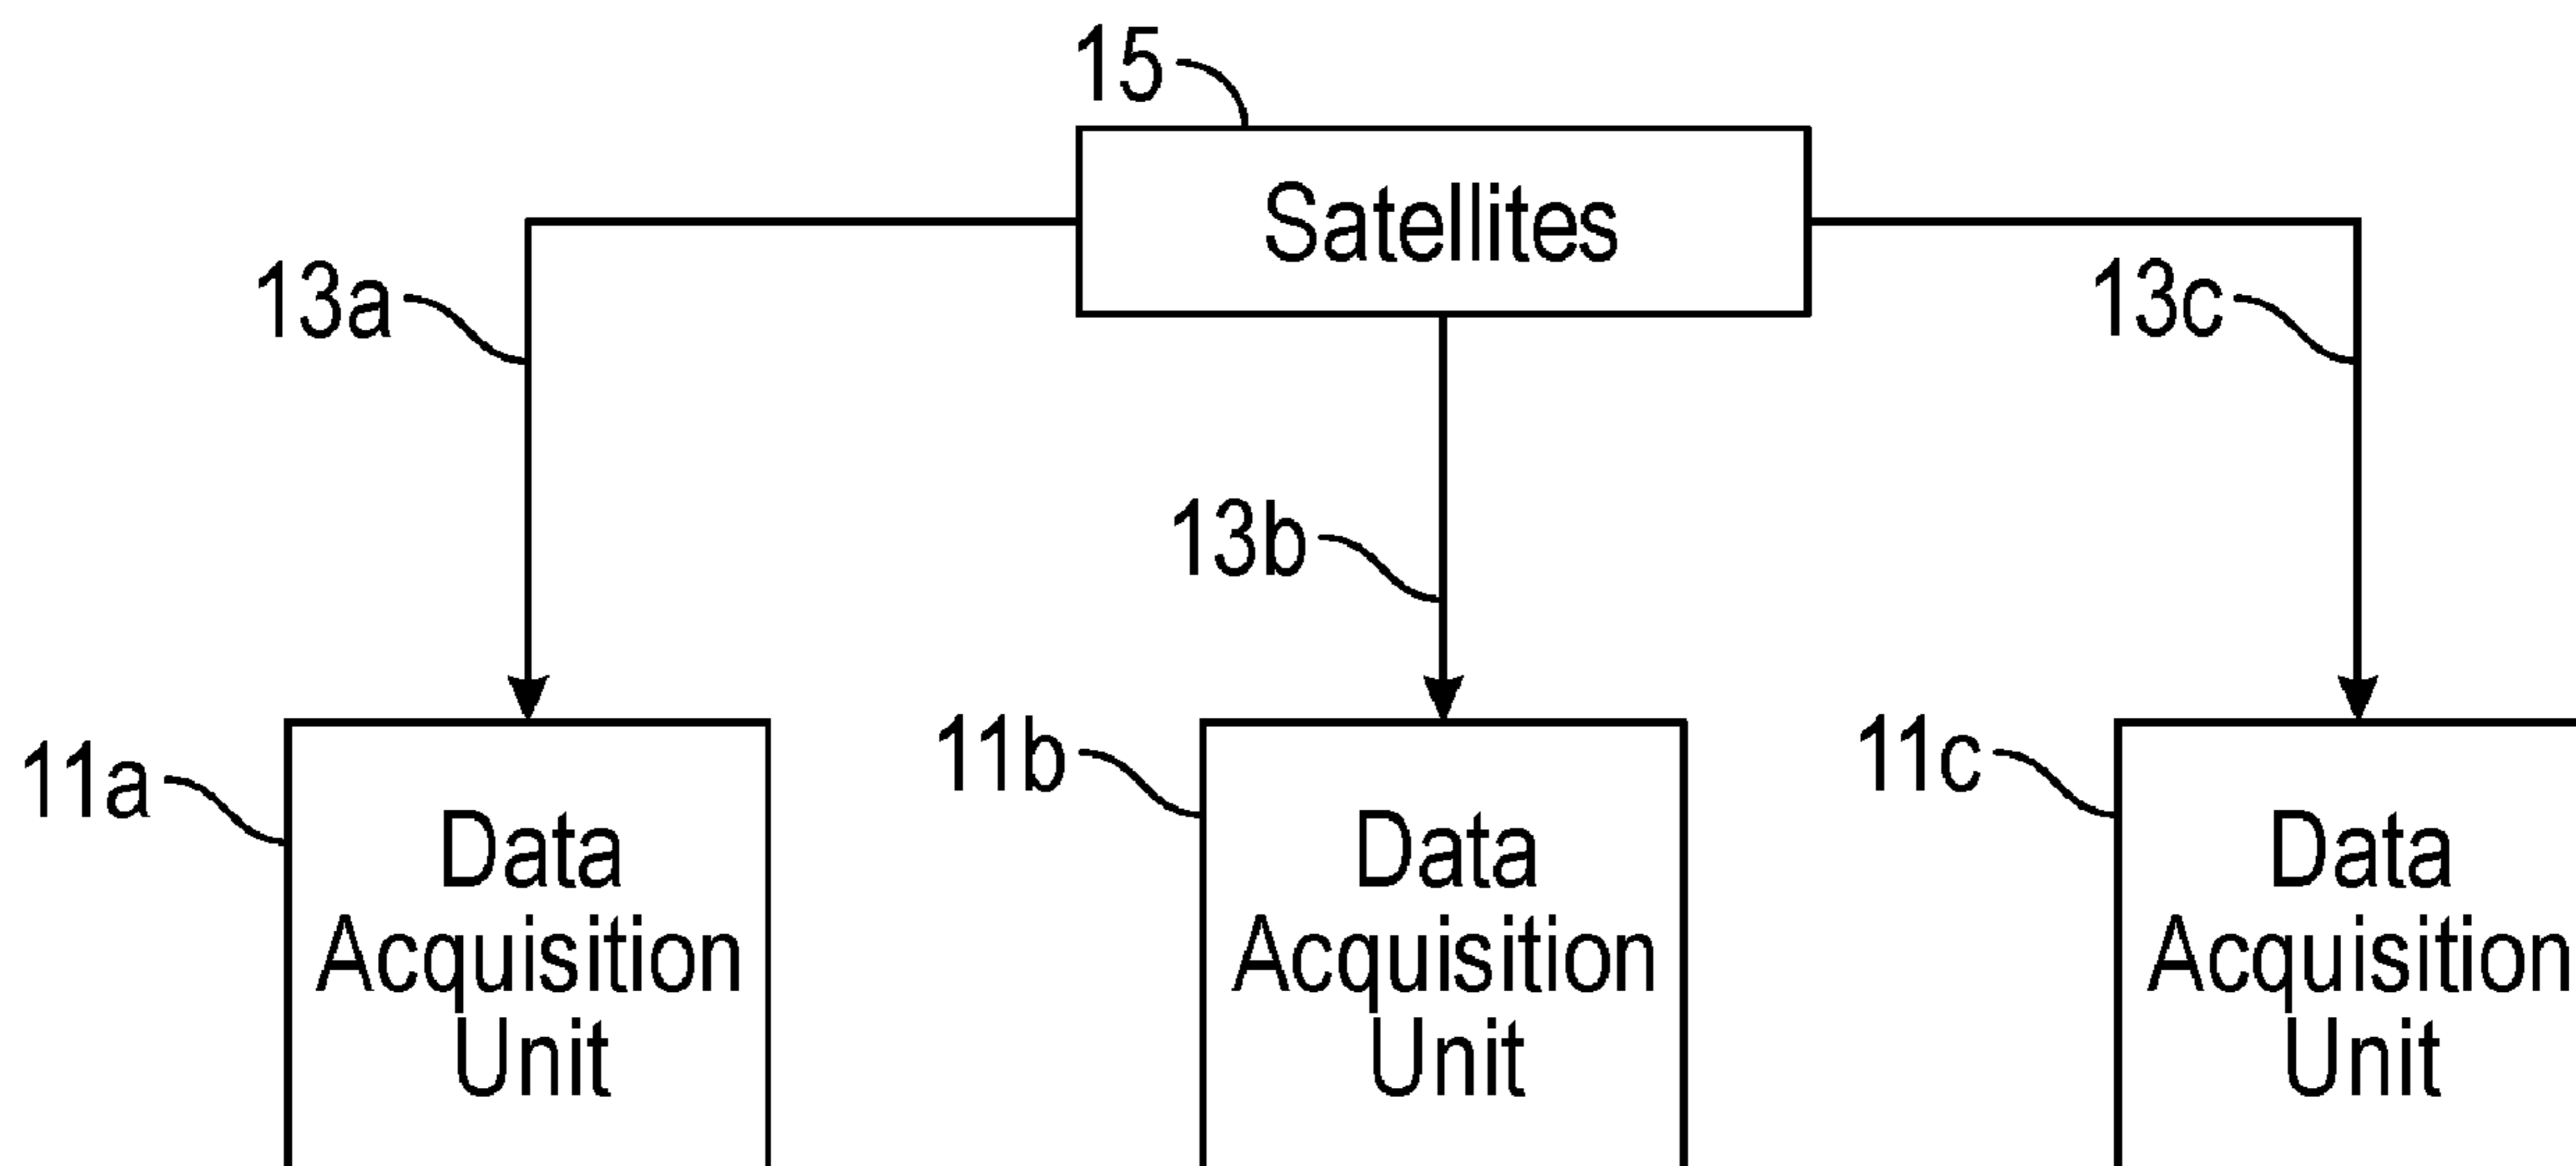 15
Satellites
13a
13c
13b
11a
11b
11c
Data
Acquisition
Unit
Data
Acquisition
Unit
Data
Acquisition
Unit